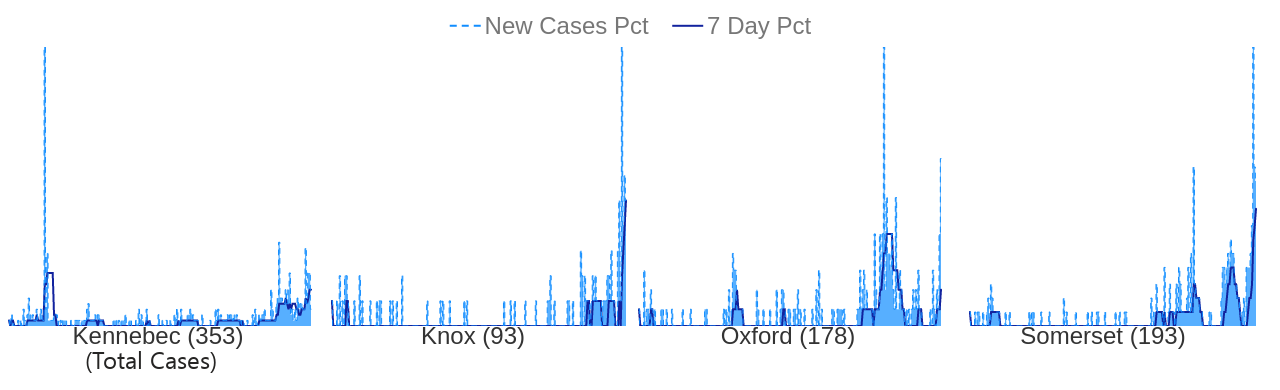 New Cases Pct 7 Day Pct
Kennebec (353) Knox (93) Oxford (178) Somerset (193)
(Total Cases)